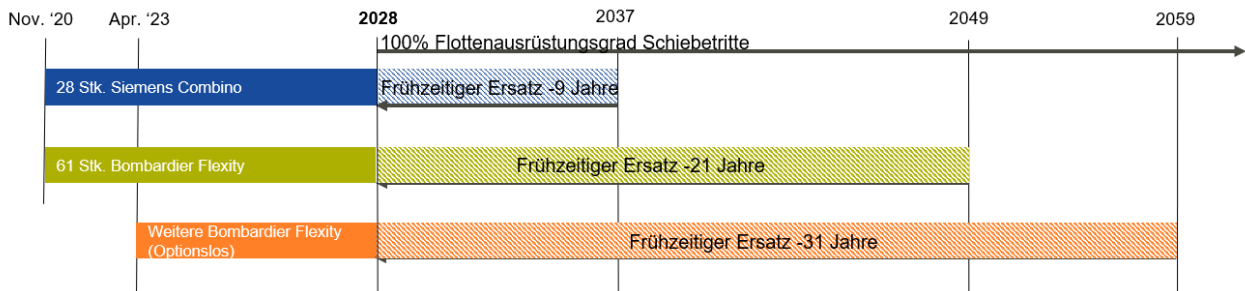 Nov. ‘20 Apr. ‘23 2028 2037 2049 2059
100% Flottenausrüstungsgrad Schiebetritte
28 Stk. Siemens Combino Frühzeitiger Ersatz -9 Jahre
61 Stk. Bombardier Flexity Frühzeitiger Ersatz -21 Jahre
Weitere Bombardier Flexity
(Optionslos)
Frühzeitiger Ersatz -31 Jahre